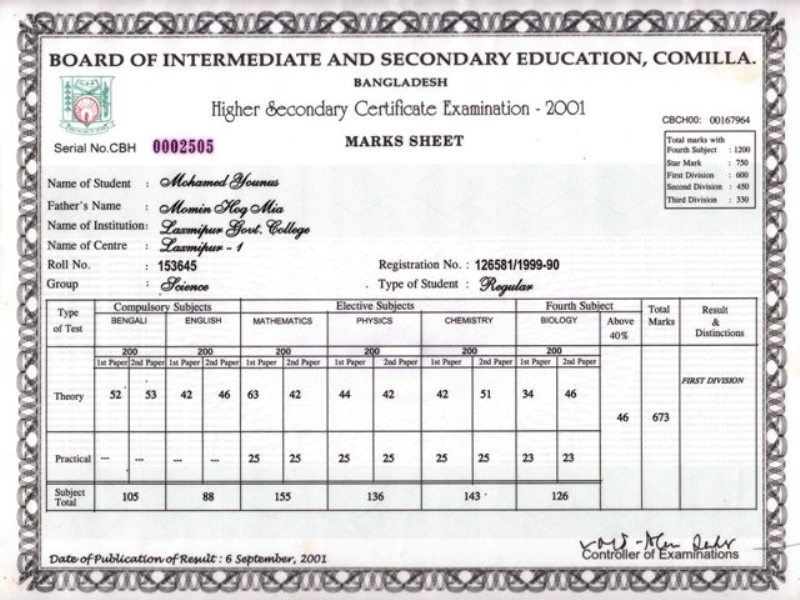 BOARD OF INTERMEDIATE AND SECONDARY EDUCATION, COMILLA.
BANGLADESH
Higher Secondary Certificate Examination - 2001
CBCH00: 00167964
Serial No.CBH 0002505
MARKS SHEET
Total marks with
Fourth Subject : 1200
Star Mark : 750
First Division : 600
Second Division : 450
Third Division : 330
Name of Student : Mohamed Younus
Father's Name : Momin Hog Mia
Name of Institution: Laxmipur Govt. College
Name of Centre : Laxmipur - 1
Roll No. : 153645 Registration No. : 126581/1999-90
Group : Science Type of Student : Regular
Type of Test Compulsory Subjects Elective Subjects Fourth Subject Total Marks Result & Distinctions
BENGALI ENGLISH MATHEMATICS PHYSICS CHEMISTRY BIOLOGY Above 40%
200 200 200 200 200 200
1st Paper 2nd Paper 1st Paper 2nd Paper 1st Paper 2nd Paper 1st Paper 2nd Paper 1st Paper 2nd Paper 1st Paper 2nd Paper
FIRST DIVISION
Theory 52 53 42 46 63 42 44 42 42 51 34 46
46 673
Practical --- --- --- --- 25 25 25 25 25 25 23 23
Subject Total 105 88 155 136 143 126
Date of Publication of Result : 6 September, 2001
Controller of Examinations